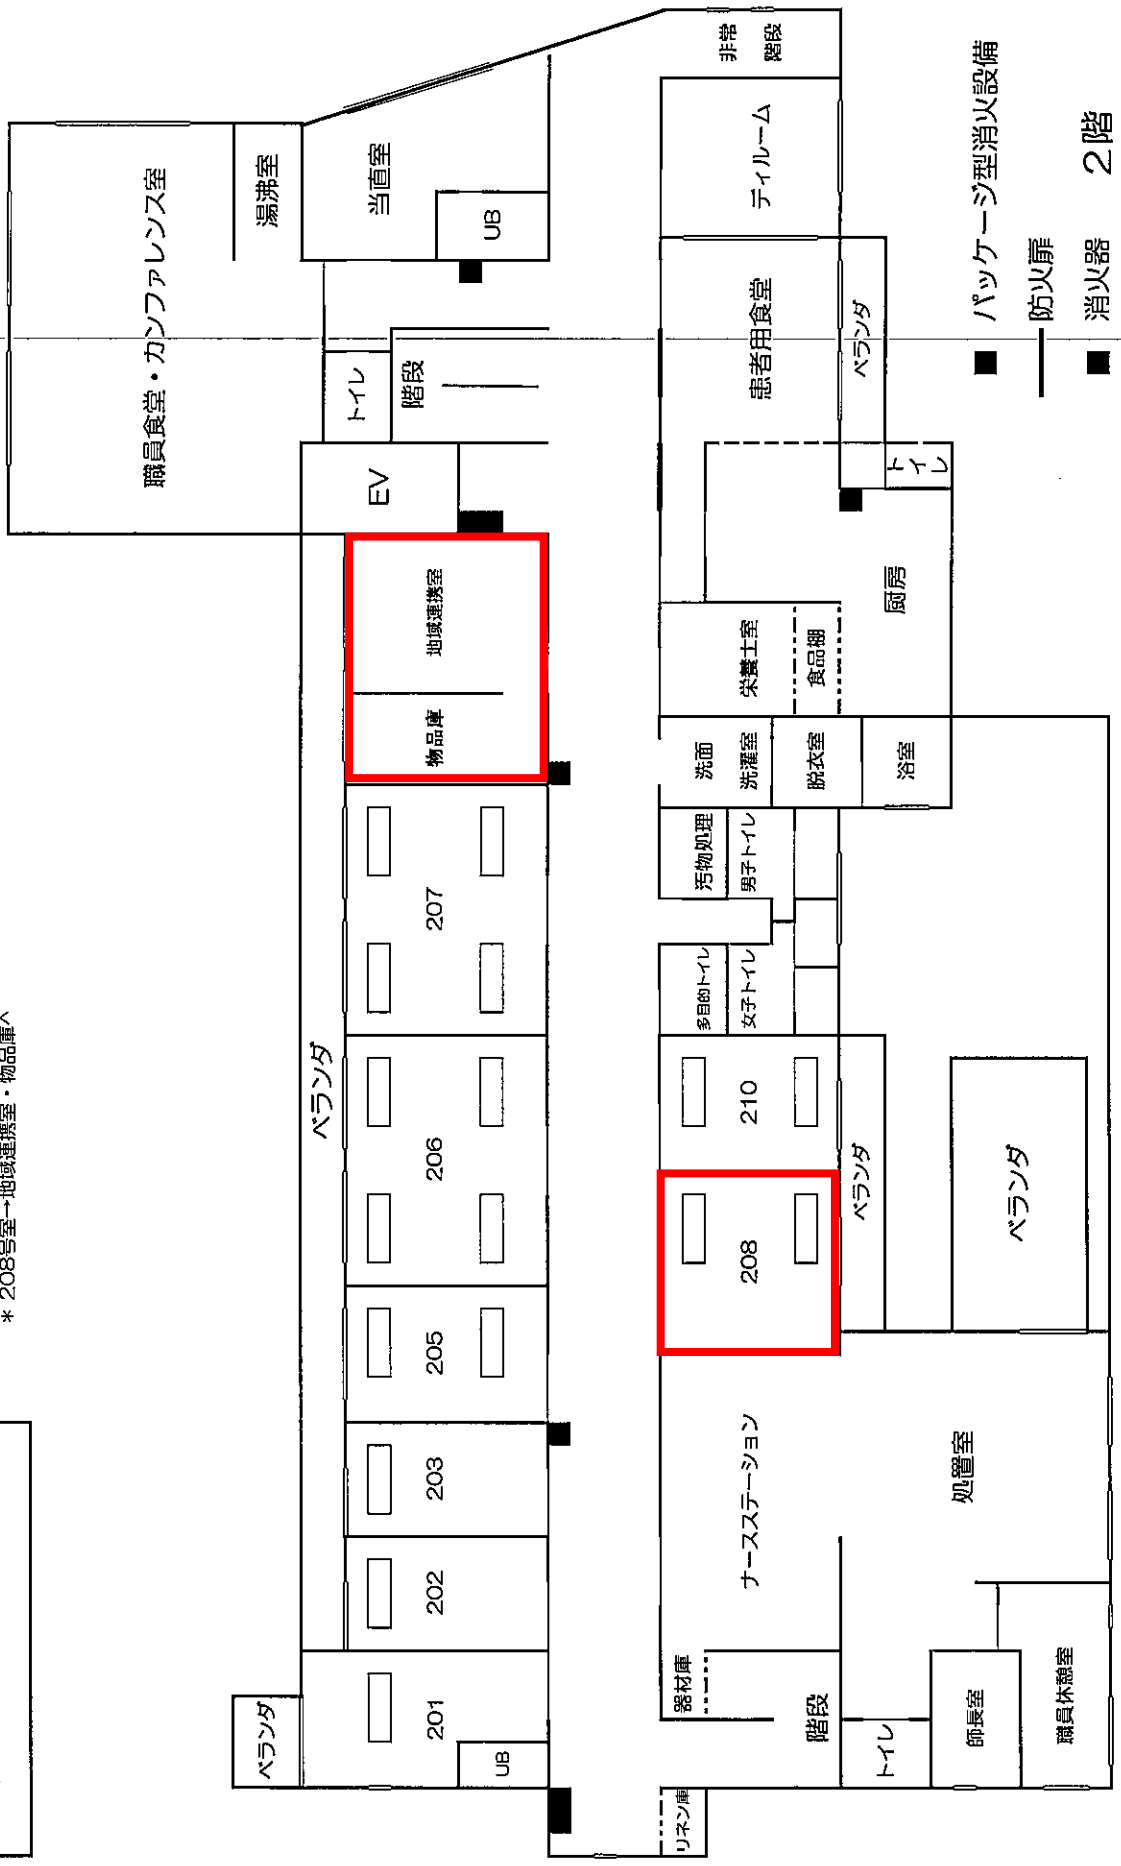 *208号室→地域連携室・物品庫へ
職員食堂・カンファレンス室
湯沸室
当直室
UB
トイレ
階段
EV
ベランダ
ベランダ
201
UB
202
203
205
206
207
物品庫
地域連携室
非常
階段
ディルーム
患者用食堂
ベランダ
トイレ
厨房
栄養士室
食品棚
洗面
洗濯室
脱衣室
浴室
汚物処理
男子トイレ
多目的トイレ
女子トイレ
210
208
ベランダ
ベランダ
ナースステーション
処置室
器材庫
階段
トイレ
師長室
職員休憩室
リネン庫
パッケージ型消火設備
防火扉
消火器
2階